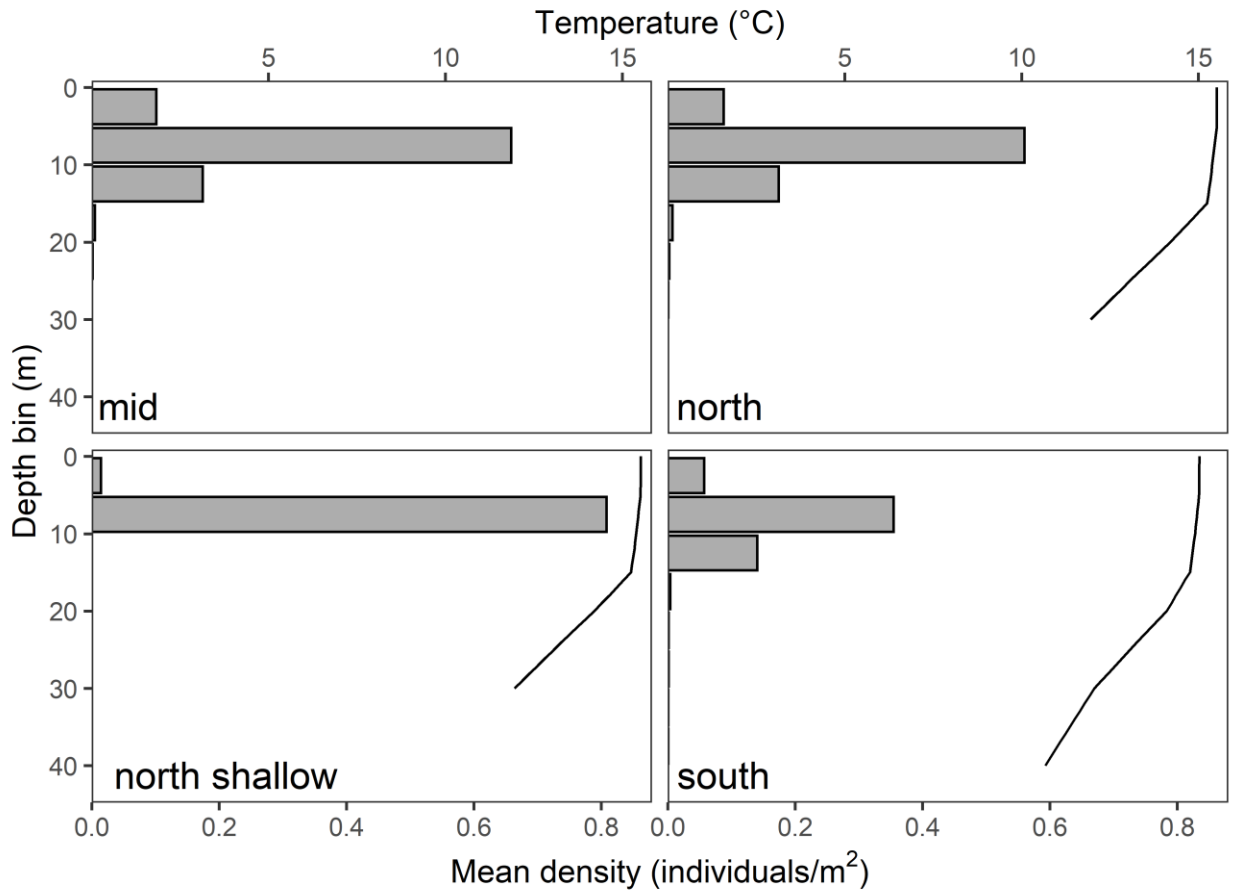 Temperature (°C)
5 10 15 5 10 15
0
10
20
30
40
mid
north
Depth bin (m)
0
10
20
30
40
north shallow
south
0.0 0.2 0.4 0.6 0.8 0.0 0.2 0.4 0.6 0.8
Mean density (individuals/m²)